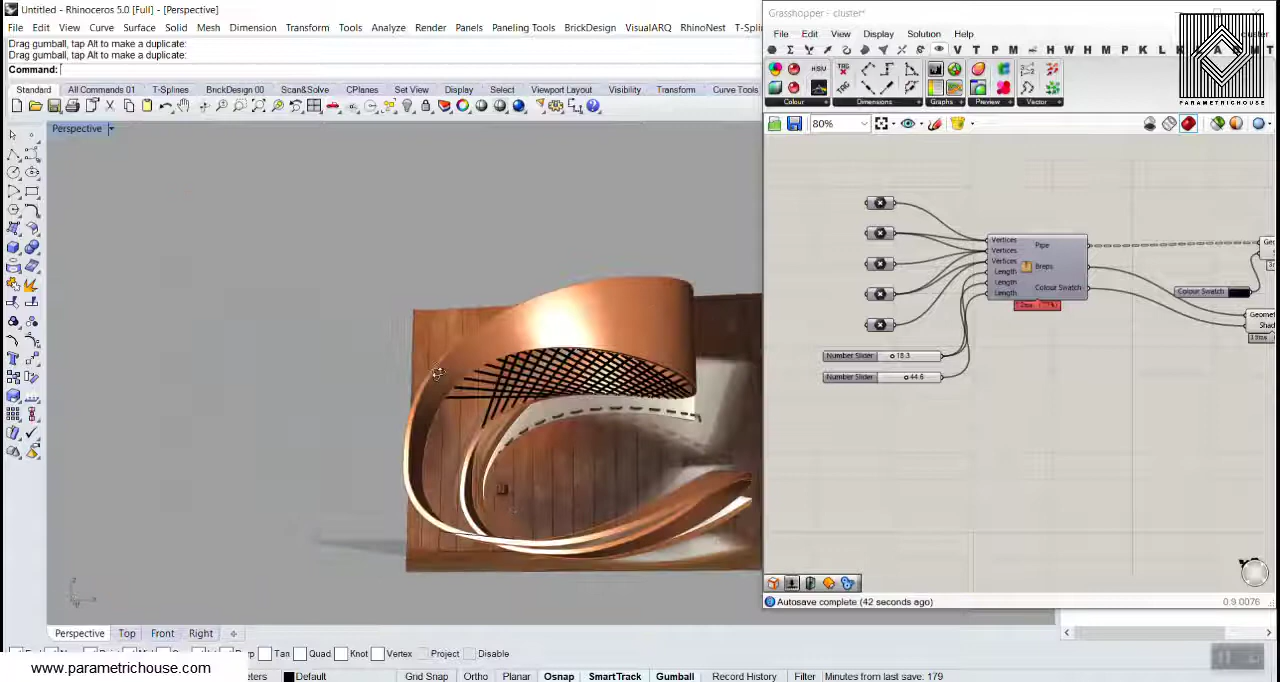 Untitled - Rhinoceros 5.0 [Full] - [Perspective]
File Edit View Curve Surface Solid Mesh Dimension Transform Tools Analyze Render Panels Paneling Tools BrickDesign VisualARQ RhinoNest T-Spli
Drag gumball, tap Alt to make a duplicate:
Drag gumball, tap Alt to make a duplicate:
Command:
Standard All Commands 01 T-Splines BrickDesign 00 Scan&Solve CPlanes Set View Display Select Viewport Layout Visibility Transform Curve Tools
Perspective
Grasshopper - cluster*
cluster
File Edit View Display Solution Help
V T P M H W H M P K L K L A R M T
PARAMETRICHOUSE
Colour Dimensions Graphs Preview Vector
80%
Vertices
Vertices
Vertices
Length
Length
Length
Pipe
Breps
Colour Swatch
Colour Swatch
Number Slider 18.3
Number Slider 44.6
Autosave complete (42 seconds ago)
0.9.0076
Perspective Top Front Right
Tan Quad Knot Vertex Project Disable
www.parametrichouse.com
Default Grid Snap Ortho Planar Osnap SmartTrack Gumball Record History Filter Minutes from last save: 179